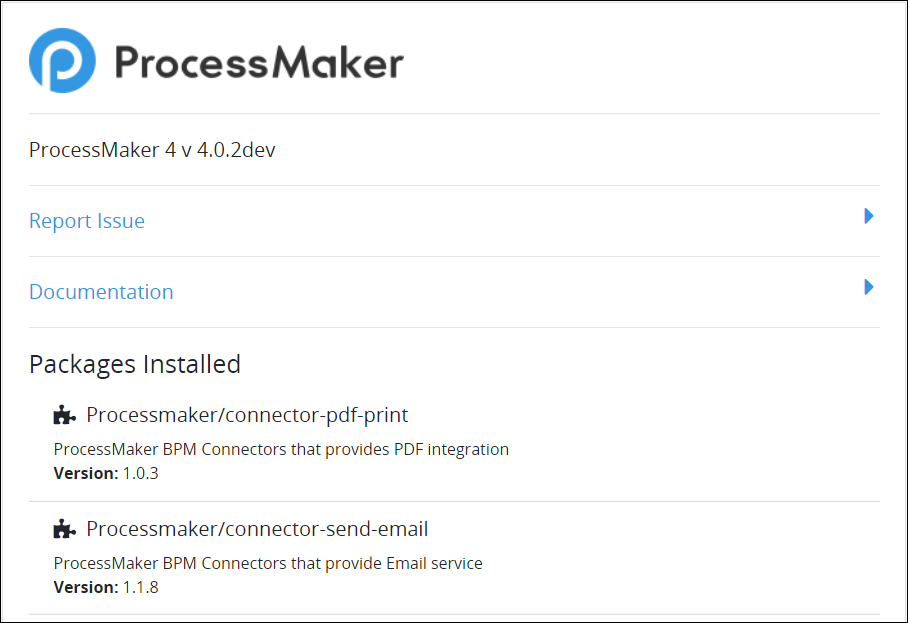 ProcessMaker
ProcessMaker 4 v 4.0.2dev
Report Issue
Documentation
Packages Installed
Processmaker/connector-pdf-print
ProcessMaker BPM Connectors that provides PDF integration
Version: 1.0.3
Processmaker/connector-send-email
ProcessMaker BPM Connectors that provide Email service
Version: 1.1.8